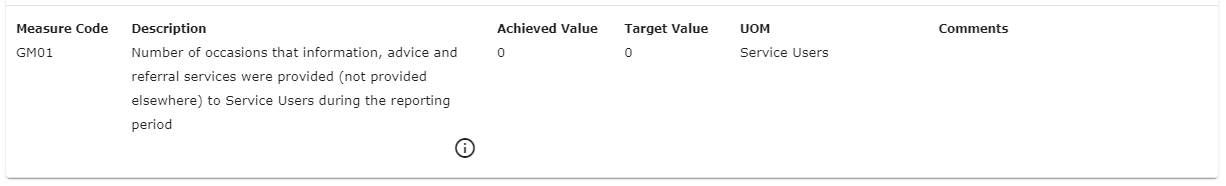 Measure Code Description Achieved Value Target Value UOM Comments
GM01 Number of occasions that information, advice and 0 0 Service Users
referral services were provided (not provided
elsewhere) to Service Users during the reporting
period